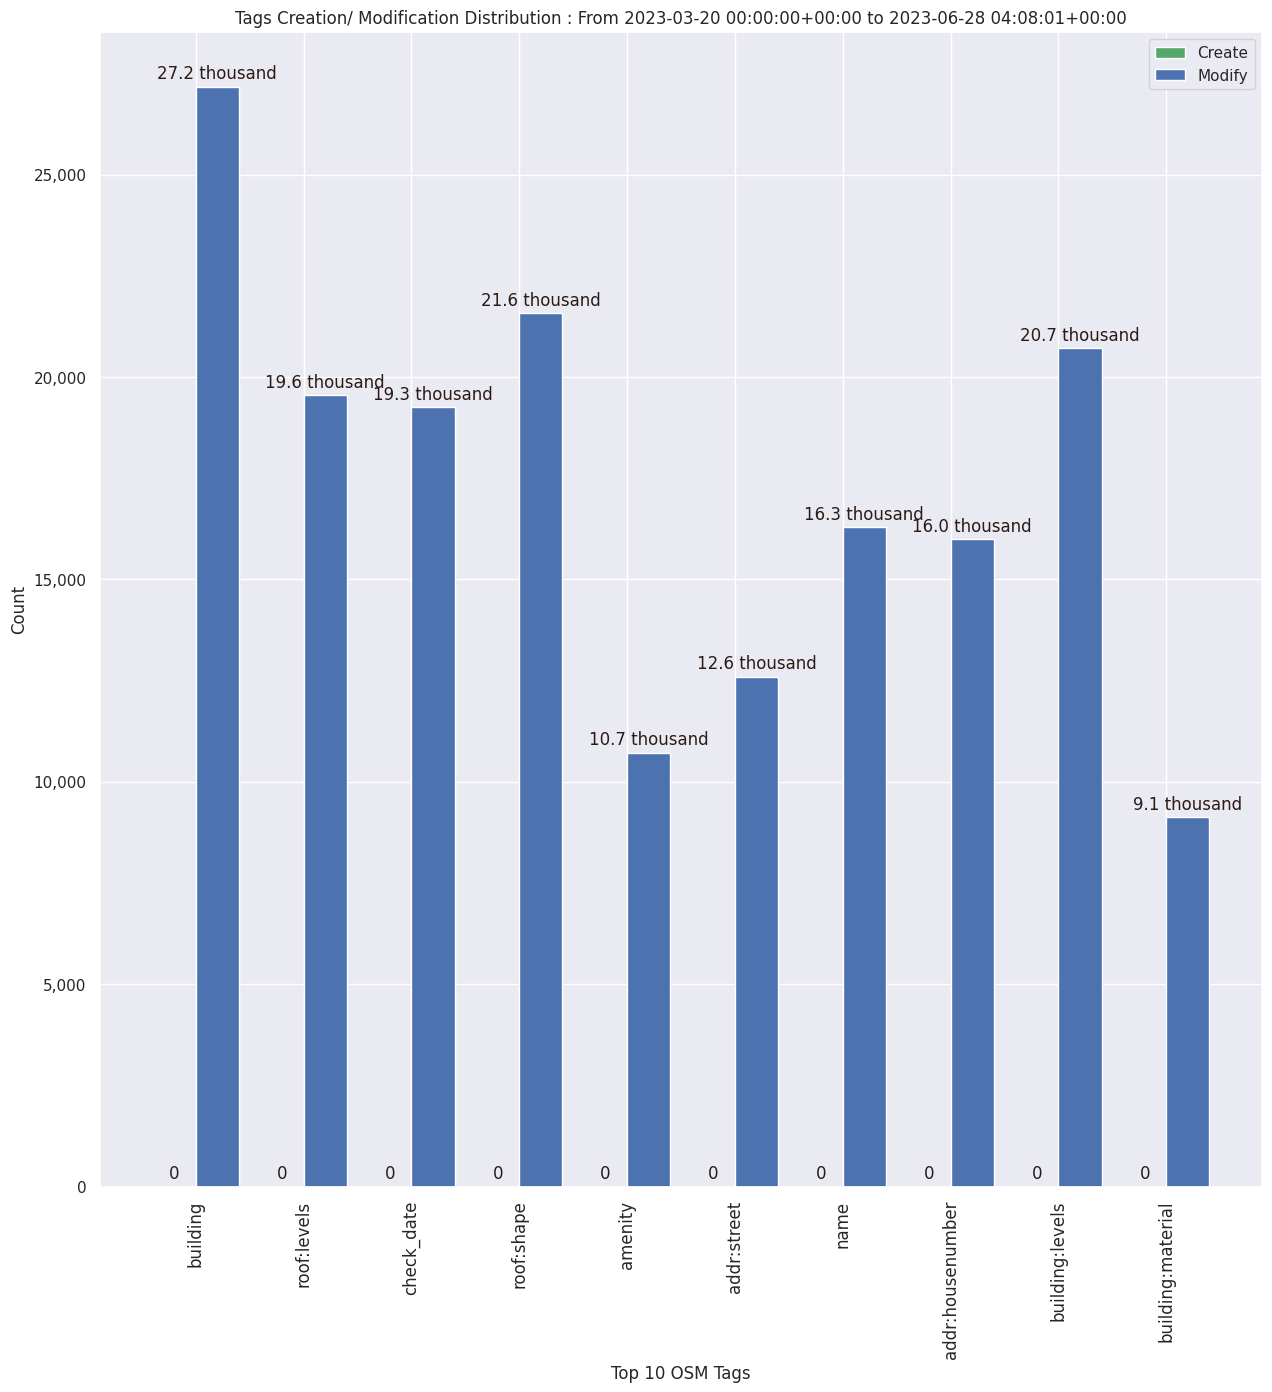 Tags Creation/ Modification Distribution : From 2023-03-20 00:00:00+00:00 to 2023-06-28 04:08:01+00:00
Create
Modify
27.2 thousand
19.6 thousand
19.3 thousand
21.6 thousand
10.7 thousand
12.6 thousand
16.3 thousand
16.0 thousand
20.7 thousand
9.1 thousand
25,000
20,000
15,000
10,000
5,000
0
Count
0
0
0
0
0
0
0
0
0
0
building
roof:levels
check_date
roof:shape
amenity
addr:street
name
addr:housenumber
building:levels
building:material
Top 10 OSM Tags